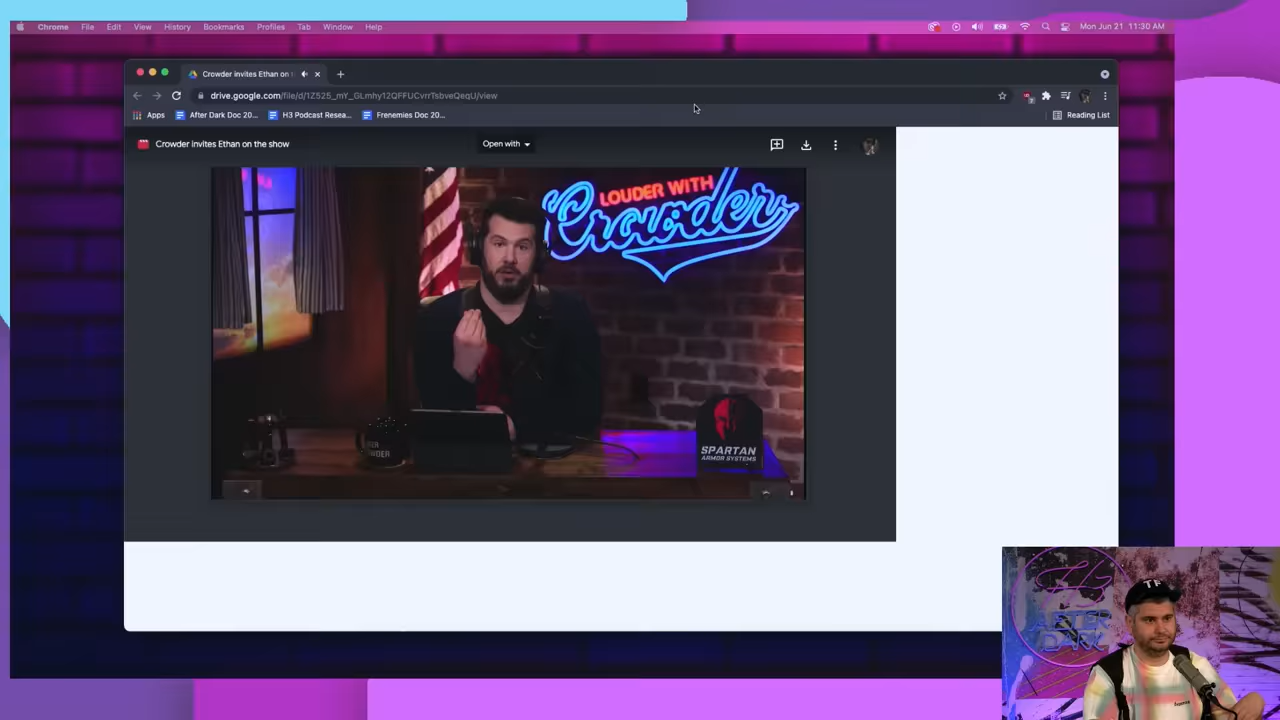 Chrome File Edit View History Bookmarks Profiles Tab Window Help Mon Jun 21 11:30 AM
Crowder invites Ethan on t
drive.google.com/file/d/1Z525_mY_GLmhy12QFFUCvrrTsbveQeqU/view
Apps After Dark Doc 20... H3 Podcast Resea... Frenemies Doc 20... Reading List
Crowder invites Ethan on the show Open with
LOUDER WITH
Crowder
SPARTAN
ARMOR SYSTEMS
TF
AFTER
DARK